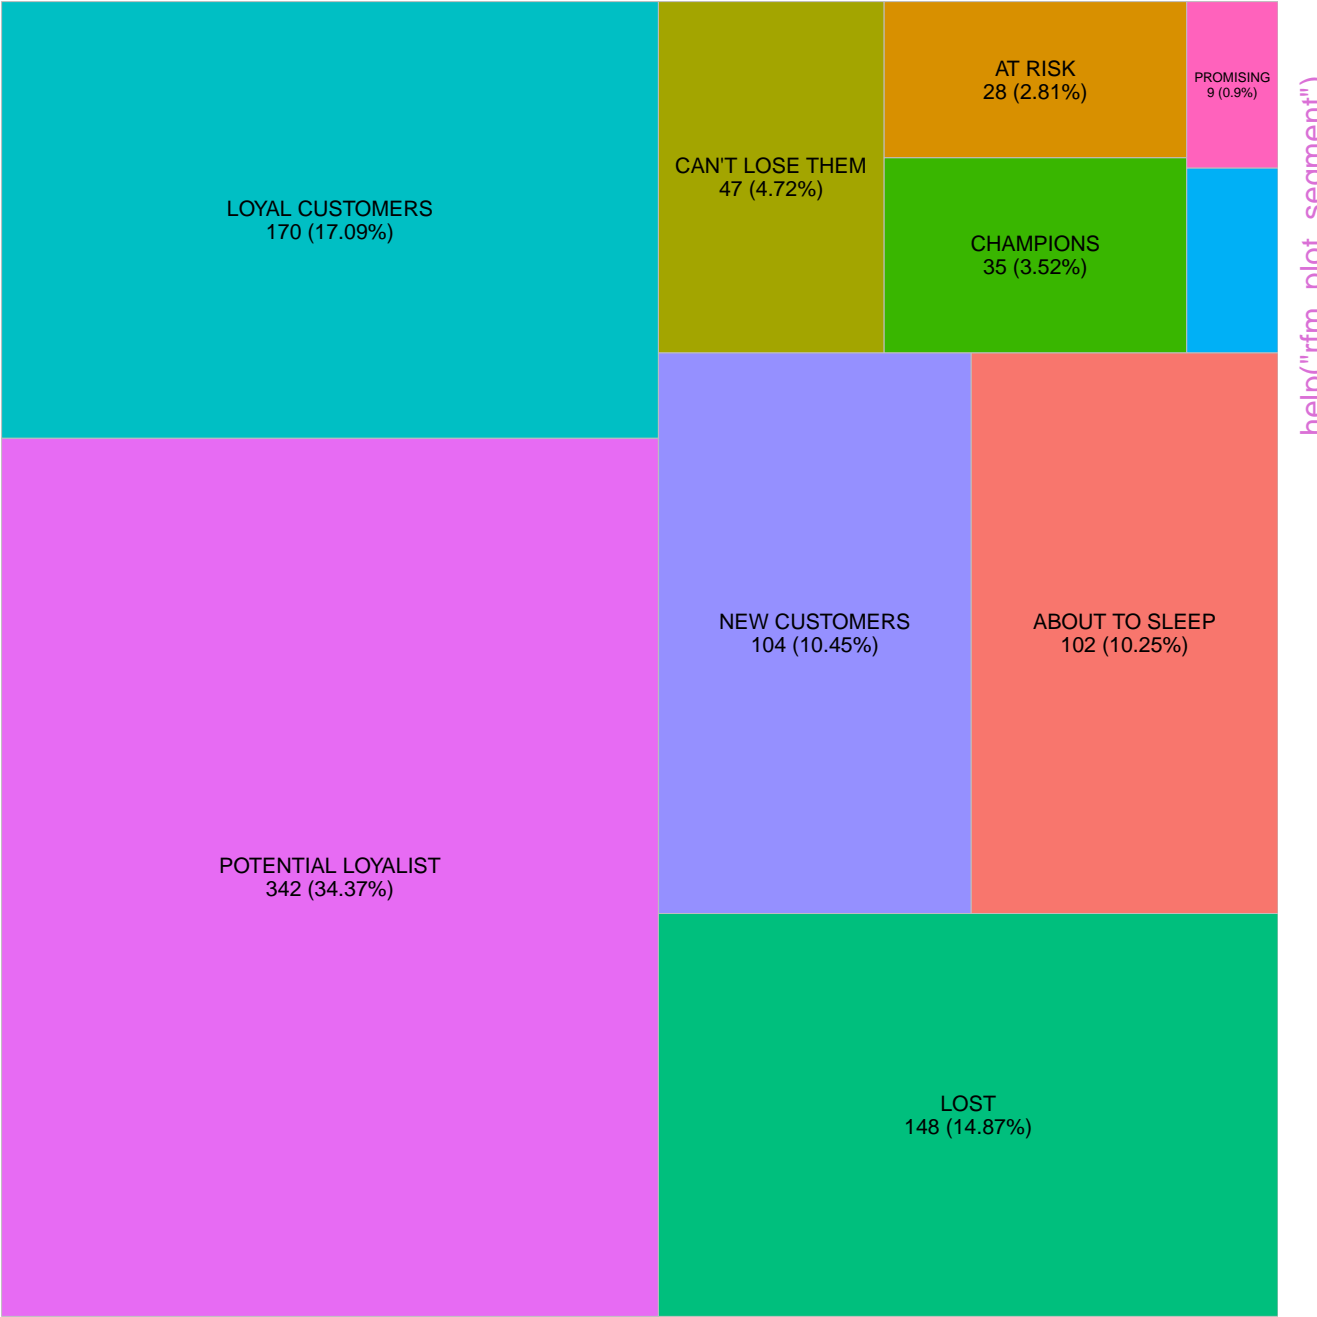 LOYAL CUSTOMERS
170 (17.09%)
CAN'T LOSE THEM
47 (4.72%)
AT RISK
28 (2.81%)
PROMISING
9 (0.9%)
CHAMPIONS
35 (3.52%)
NEW CUSTOMERS
104 (10.45%)
ABOUT TO SLEEP
102 (10.25%)
POTENTIAL LOYALIST
342 (34.37%)
LOST
148 (14.87%)
help("rfm_plot_segment")